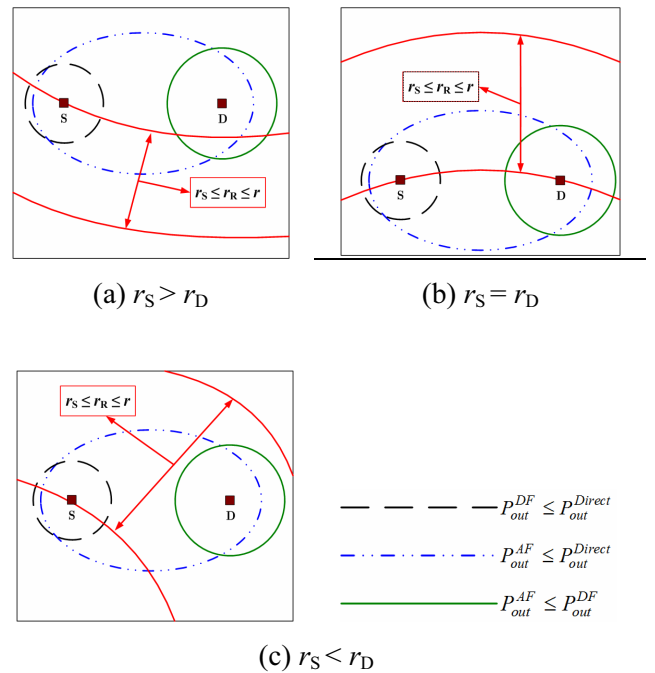 S
D
r_S ≤ r_R ≤ r
(a) r_S > r_D
r_S ≤ r_R ≤ r
S
D
(b) r_S = r_D
r_S ≤ r_R ≤ r
S
D
P_out^DF ≤ P_out^Direct
P_out^AF ≤ P_out^Direct
P_out^AF ≤ P_out^DF
(c) r_S < r_D